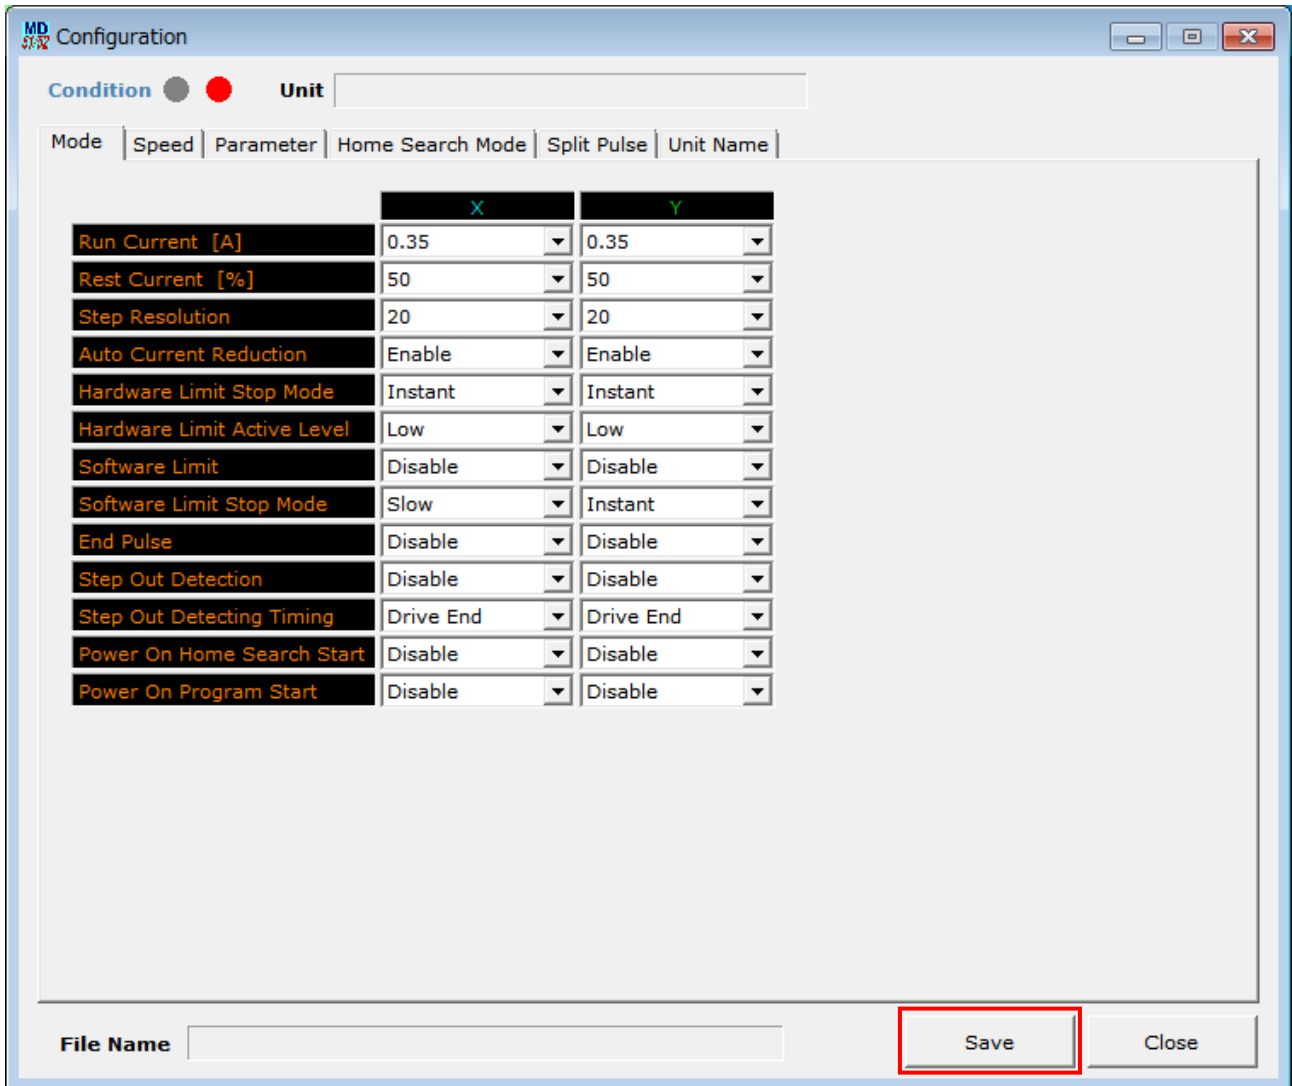 MD Configuration
Condition Unit
Mode Speed Parameter Home Search Mode Split Pulse Unit Name
X Y
Run Current [A] 0.35 0.35
Rest Current [%] 50 50
Step Resolution 20 20
Auto Current Reduction Enable Enable
Hardware Limit Stop Mode Instant Instant
Hardware Limit Active Level Low Low
Software Limit Disable Disable
Software Limit Stop Mode Slow Instant
End Pulse Disable Disable
Step Out Detection Disable Disable
Step Out Detecting Timing Drive End Drive End
Power On Home Search Start Disable Disable
Power On Program Start Disable Disable
File Name Save Close